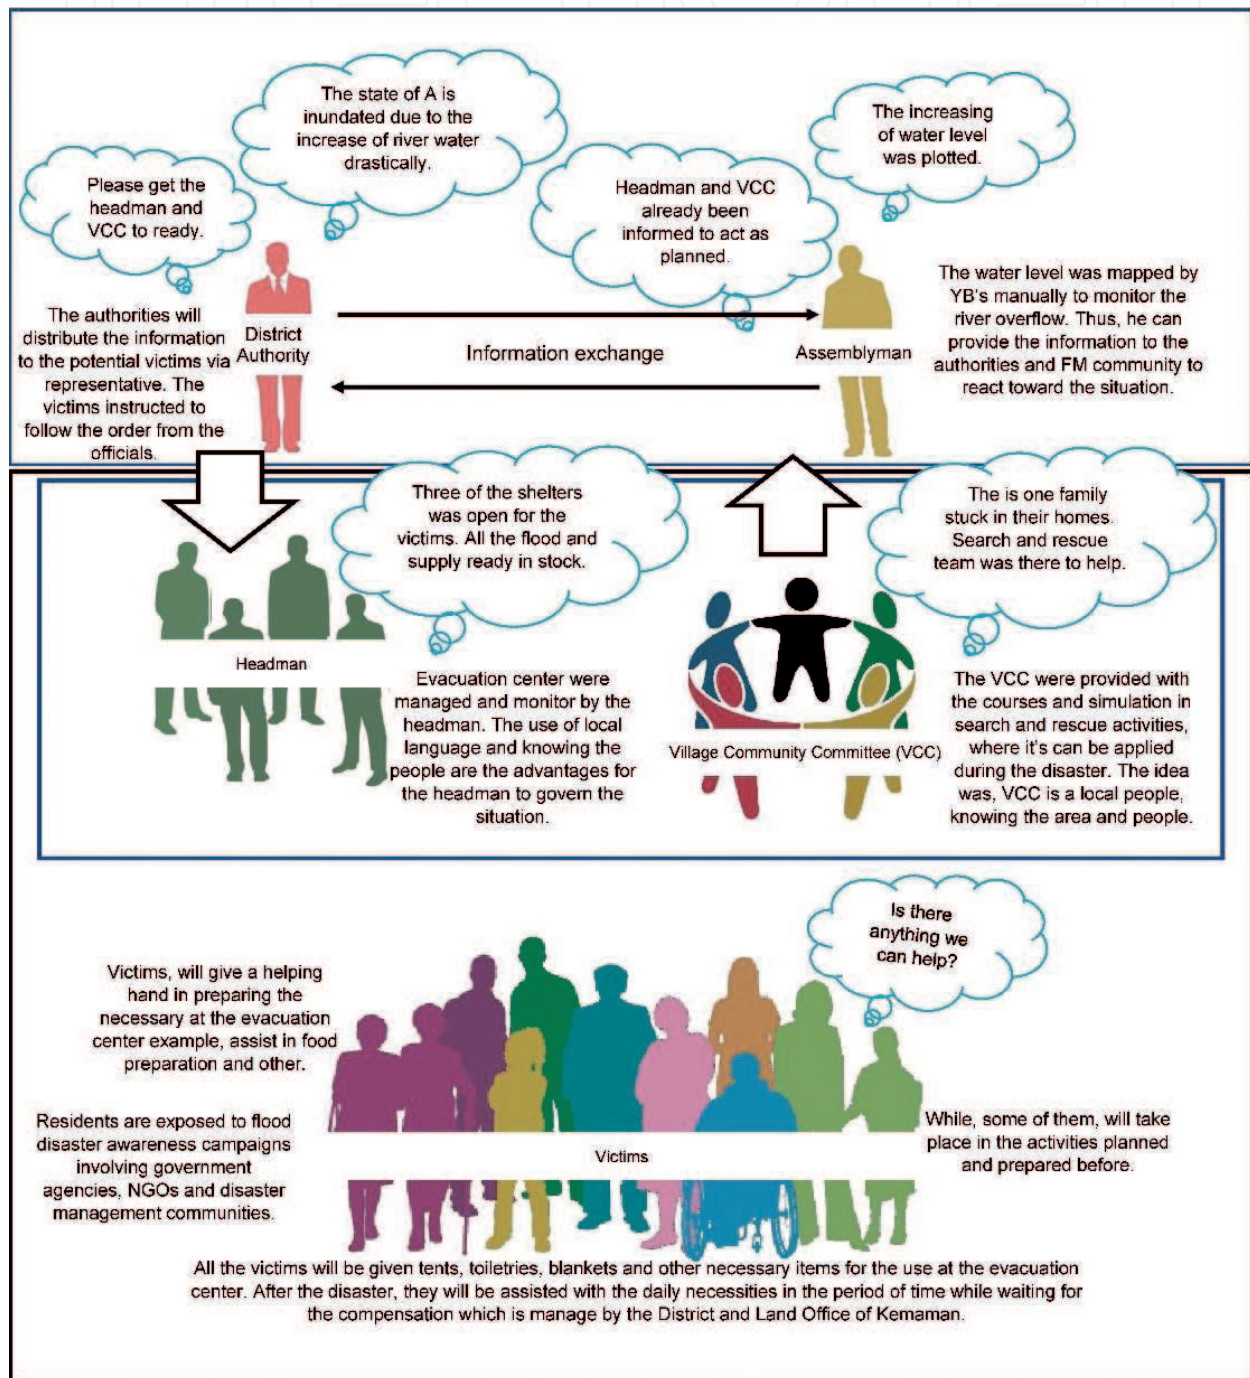 The state of A is
inundated due to the
increase of river water
drastically.
The increasing
of water level
was plotted.
Please get the
headman and
VCC to ready.
Headman and VCC
already been
informed to act as
planned.
The authorities will
distribute the information
to the potential victims via
representative. The
victims instructed to
follow the order from the
officials.
District
Authority
Information exchange
Assemblyman
The water level was mapped by
YB's manually to monitor the
river overflow. Thus, he can
provide the information to the
authorities and FM community to
react toward the situation.
Three of the shelters
was open for the
victims. All the flood and
supply ready in stock.
The is one family
stuck in their homes.
Search and rescue
team was there to help.
Headman
Evacuation center were
managed and monitor by the
headman. The use of local
language and knowing the
people are the advantages for
the headman to govern the
situation.
Village Community Committee (VCC)
The VCC were provided with
the courses and simulation in
search and rescue activities,
where it's can be applied
during the disaster. The idea
was, VCC is a local people,
knowing the area and people.
Is there
anything we
can help?
Victims, will give a helping
hand in preparing the
necessary at the evacuation
center example, assist in food
preparation and other.
Residents are exposed to flood
disaster awareness campaigns
involving government
agencies, NGOs and disaster
management communities.
Victims
While, some of them, will take
place in the activities planned
and prepared before.
All the victims will be given tents, toiletries, blankets and other necessary items for the use at the evacuation
center. After the disaster, they will be assisted with the daily necessities in the period of time while waiting for
the compensation which is manage by the District and Land Office of Kemaman.